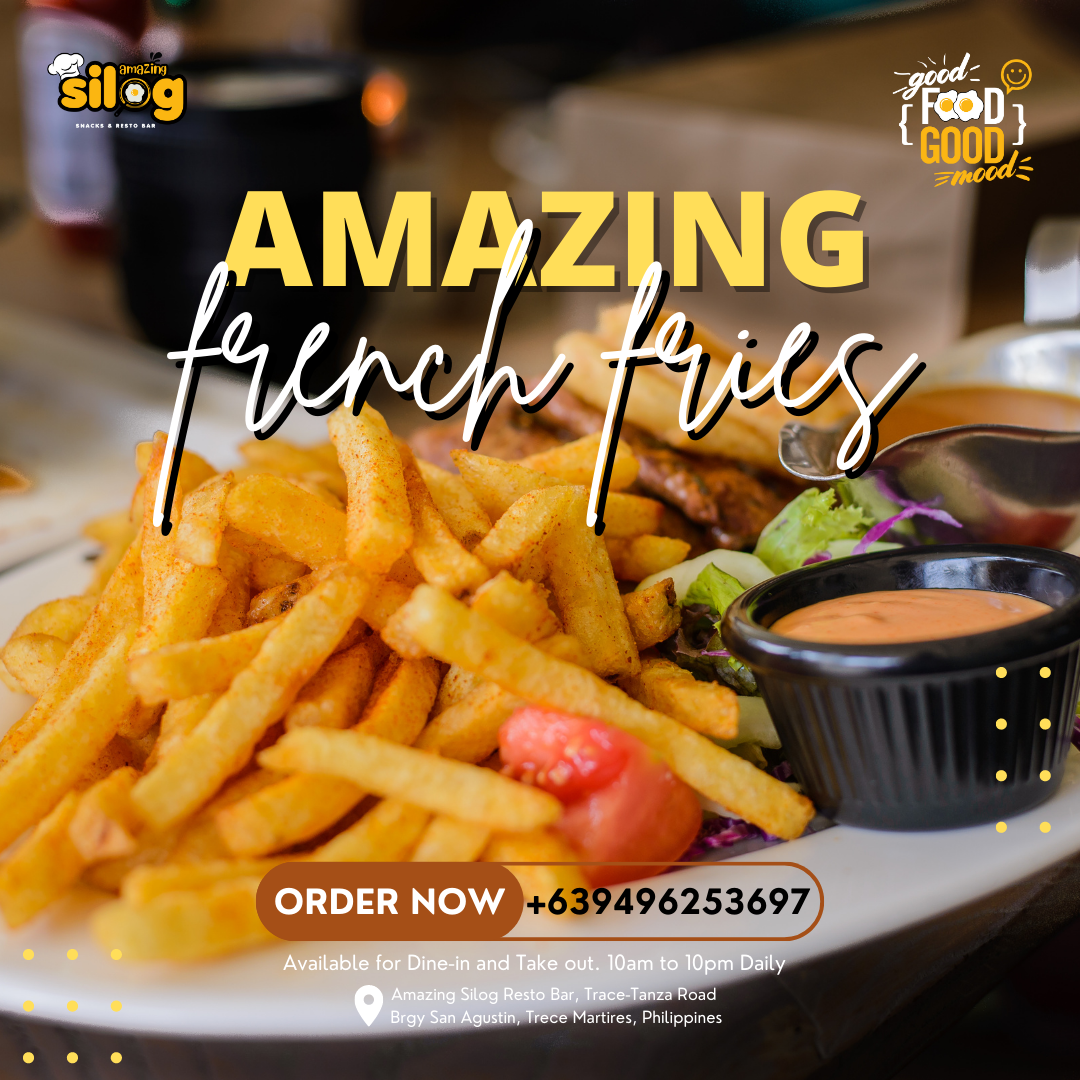 amazing
silog
SNACKS & RESTO BAR
good
FOOD
GOOD
mood
AMAZING
french fries
ORDER NOW +639496253697
Available for Dine-in and Take out. 10am to 10pm Daily
Amazing Silog Resto Bar, Trace-Tanza Road
Brgy San Agustin, Trece Martires, Philippines